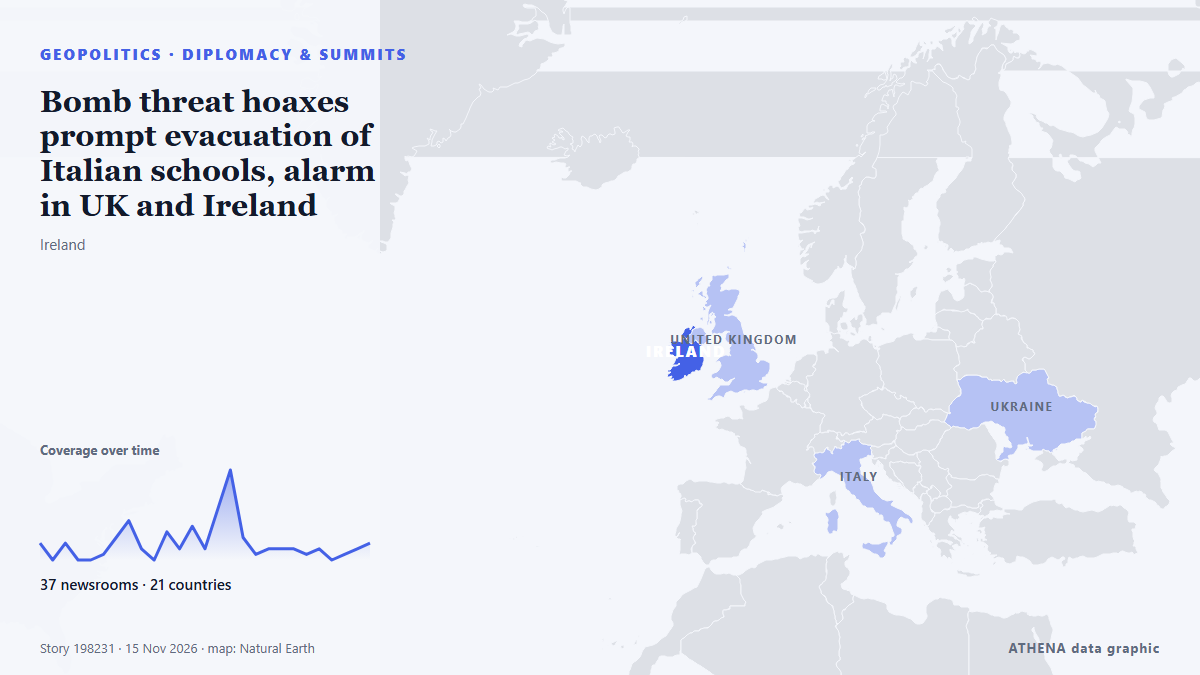 GEOPOLITICS · DIPLOMACY & SUMMITS
Bomb threat hoaxes
prompt evacuation of
Italian schools, alarm
in UK and Ireland
Ireland
UNITED KINGDOM
IRELAND
UKRAINE
ITALY
Coverage over time
37 newsrooms · 21 countries
Story 198231 · 15 Nov 2026 · map: Natural Earth
ATHENA data graphic